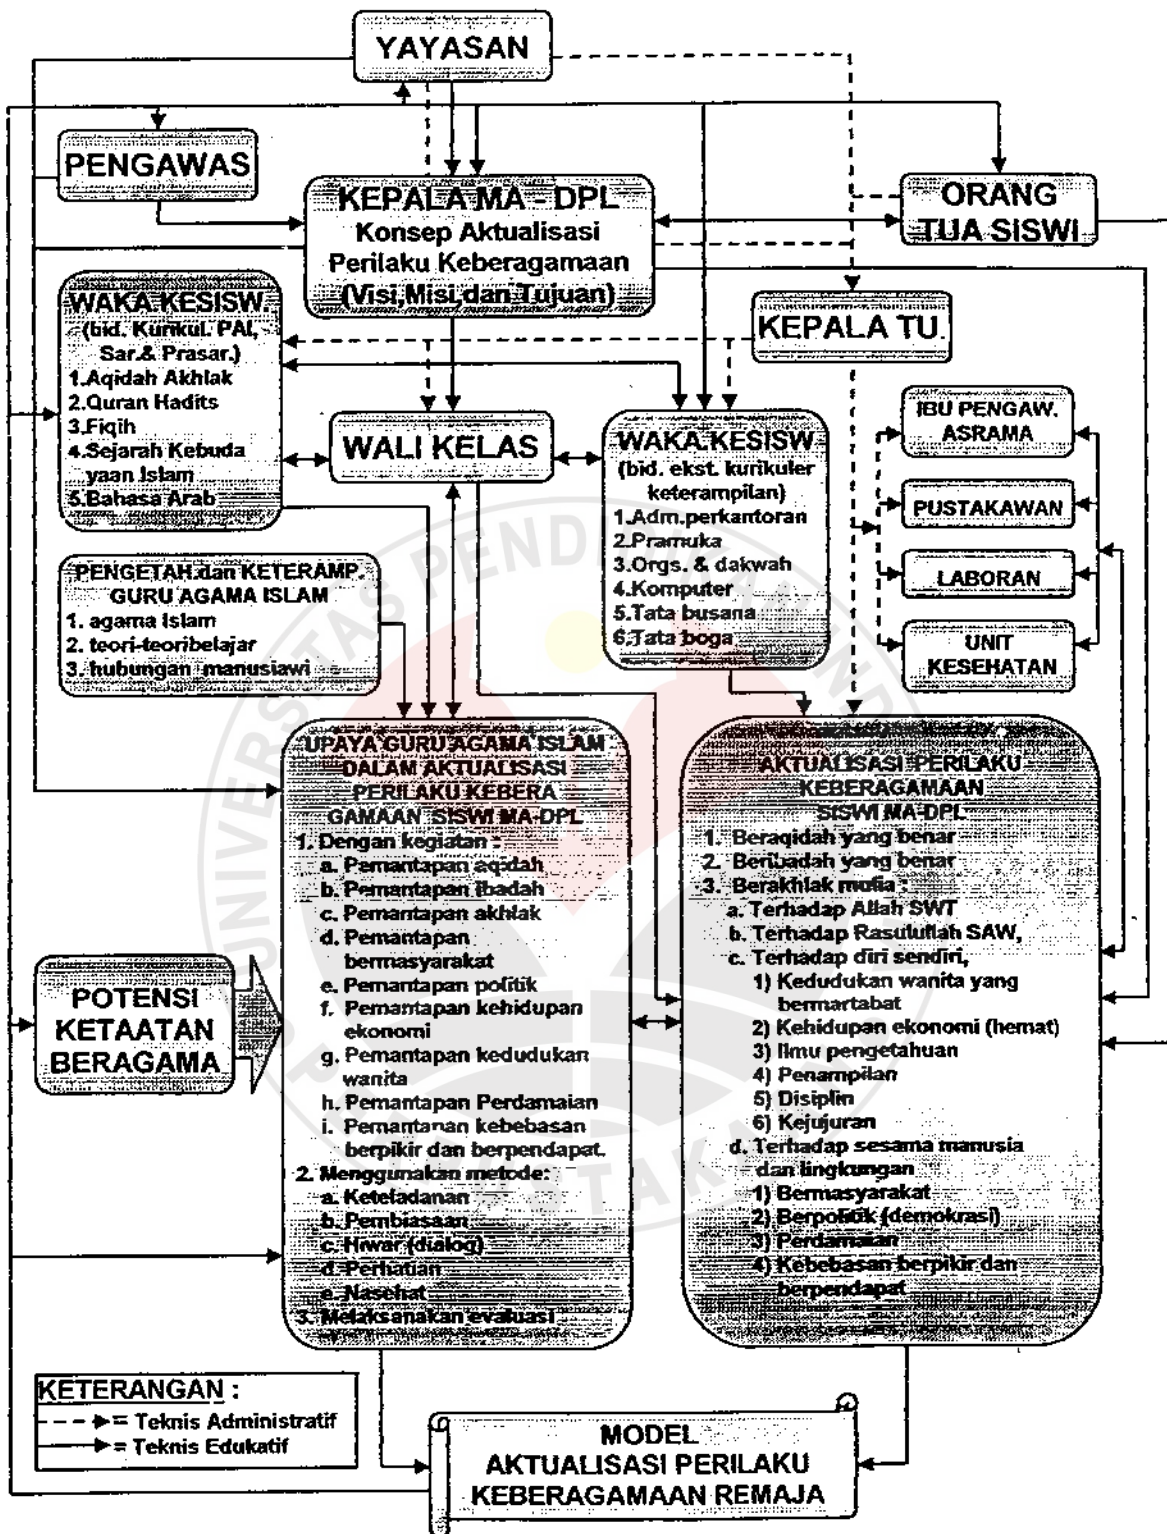 YAYASAN
PENGAWAS
KEPALA MA - DPL
Konsep Aktualisasi
Perilaku Keberagamaan
(Visi,Misi,dan Tujuan)
ORANG
TUA SISWI
WAKA KESISW.
(bid. Kurikul. PAI,
Sar.& Prasar.)
1.Aqidah Akhlak
2.Quran Hadits
3.Fiqih
4.Sejarah Kebuda
yaan Islam
5.Bahasa Arab
KEPALA TU.
WALI KELAS
WAKA KESISW
(bid. ekst. kurikuler
keterampilan)
1.Adm.perkantoran
2.Pramuka
3.Orgs. & dakwah
4.Komputer
5.Tata busana
6.Tata boga
IBU PENGAW.
ASRAMA
PUSTAKAWAN
LABORAN
UNIT
KESEHATAN
PENGETAH.dan KETERAMP.
GURU AGAMA ISLAM
1. agama Islam
2. teori-teoribelajar
3. hubungan manusiawi
UPAYA GURU AGAMA ISLAM
DALAM AKTUALISASI
PERILAKU KEBERA
GAMAAN SISWI MA-DPL
1. Dengan kegiatan :
a. Pemantapan aqidah
b. Pemantapan ibadah
c. Pemantapan akhlak
d. Pemantapan
bermasyarakat
e. Pemantapan politik
f. Pemantapan kehidupan
ekonomi
g. Pemantapan kedudukan
wanita
h. Pemantapan Perdamaian
i. Pemantanan kebebasan
berpikir dan berpendapat.
2. Menggunakan metode:
a. Keteladanan
b. Pembiasaan
c. Hiwar (dialog)
d. Perhatian
e. Nasehat
3. Melaksanakan evaluasi
AKTUALISASI PERILAKU
KEBERAGAMAAN
SISWI MA-DPL
1. Beraqidah yang benar
2. Beribadah yang benar
3. Berakhlak mulia :
a. Terhadap Allah SWT
b. Terhadap Rasulullah SAW,
c. Terhadap diri sendiri,
1) Kedudukan wanita yang
bermartabat
2) Kehidupan ekonomi (hemat)
3) Ilmu pengetahuan
4) Penampilan
5) Disiplin
6) Kejujuran
d. Terhadap sesama manusia
dan lingkungan
1) Bermasyarakat
2) Berpolitik (demokrasi)
3) Perdamaian
4) Kebebasan berpikir dan
berpendapat
POTENSI
KETAATAN
BERAGAMA
KETERANGAN :
= Teknis Administratif
= Teknis Edukatif
MODEL
AKTUALISASI PERILAKU
KEBERAGAMAAN REMAJA
UNIVERSITAS PENDIDIKAN IND
PUSTAKA